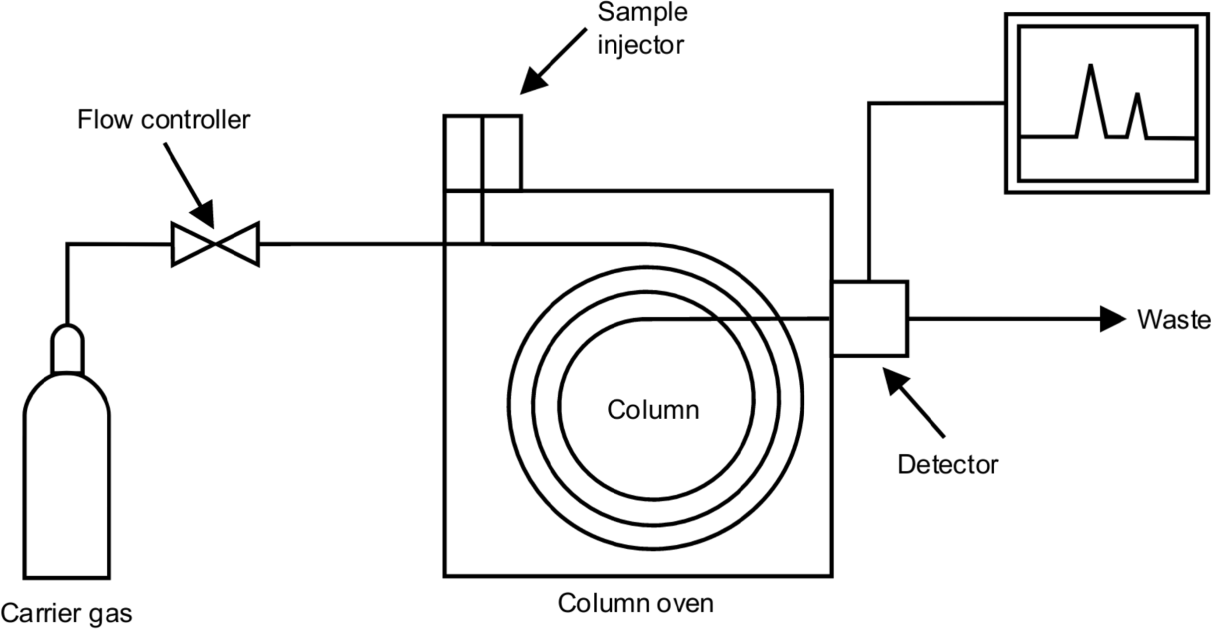 Sample
injector
Flow controller
Waste
Column
Detector
Column oven
Carrier gas